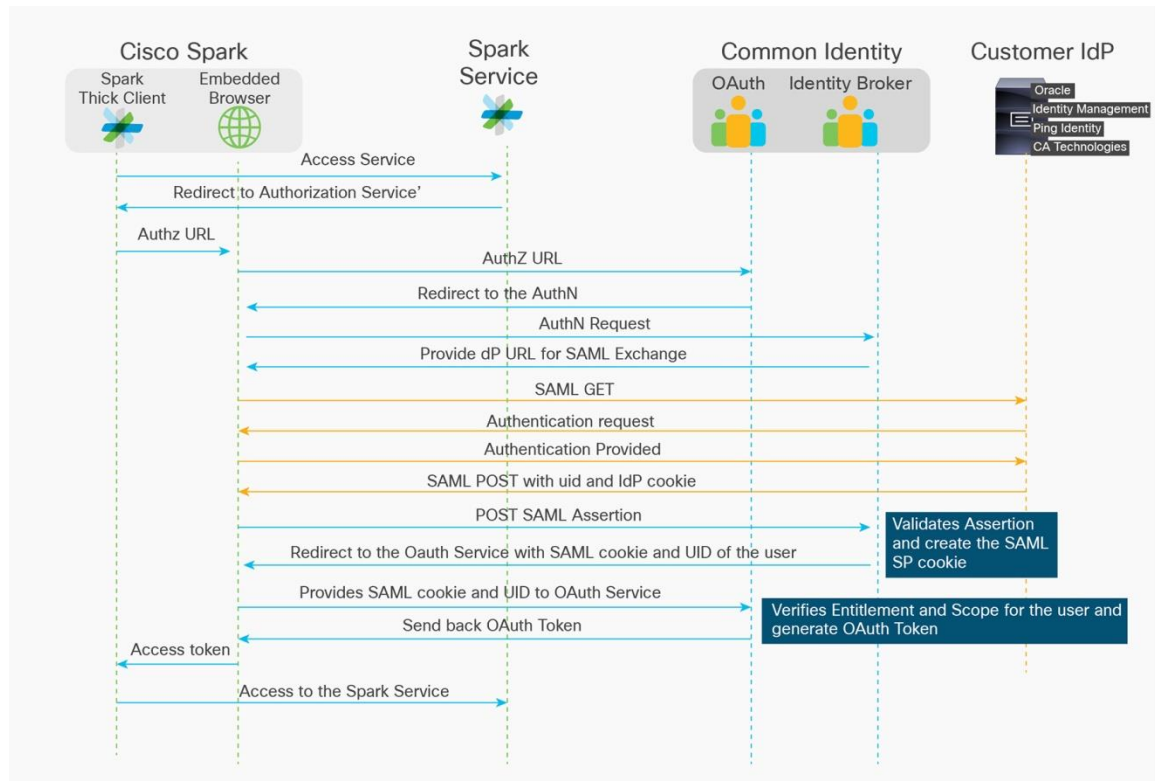 Cisco Spark
Spark
Service
Common Identity
Customer IdP
Spark
Thick Client
Embedded
Browser
OAuth
Identity Broker
Oracle
Identity Management
Ping Identity
CA Technologies
Access Service
Redirect to Authorization Service’
Authz URL
AuthZ URL
Redirect to the AuthN
AuthN Request
Provide dP URL for SAML Exchange
SAML GET
Authentication request
Authentication Provided
SAML POST with uid and IdP cookie
POST SAML Assertion
Validates Assertion
and create the SAML
SP cookie
Redirect to the Oauth Service with SAML cookie and UID of the user
Provides SAML cookie and UID to OAuth Service
Verifies Entitlement and Scope for the user and
generate OAuth Token
Send back OAuth Token
Access token
Access to the Spark Service